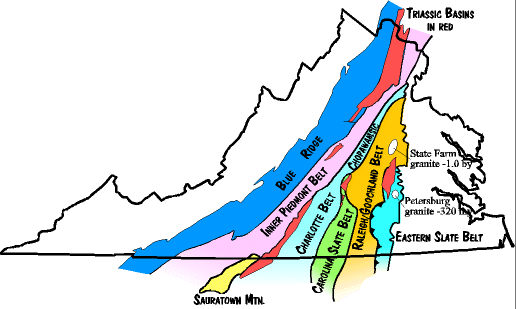 TRIASSIC BASINS
IN RED
BLUE RIDGE
INNER PIEDMONT BELT
CHOPAWAMSIC
CHARLOTTE BELT
CAROLINA SLATE BELT
RALEIGH/GOOCHLAND BELT
State Farm
granite -1.0 by
Petersburg
granite -320 my
EASTERN SLATE BELT
SAURATOWN MTN.